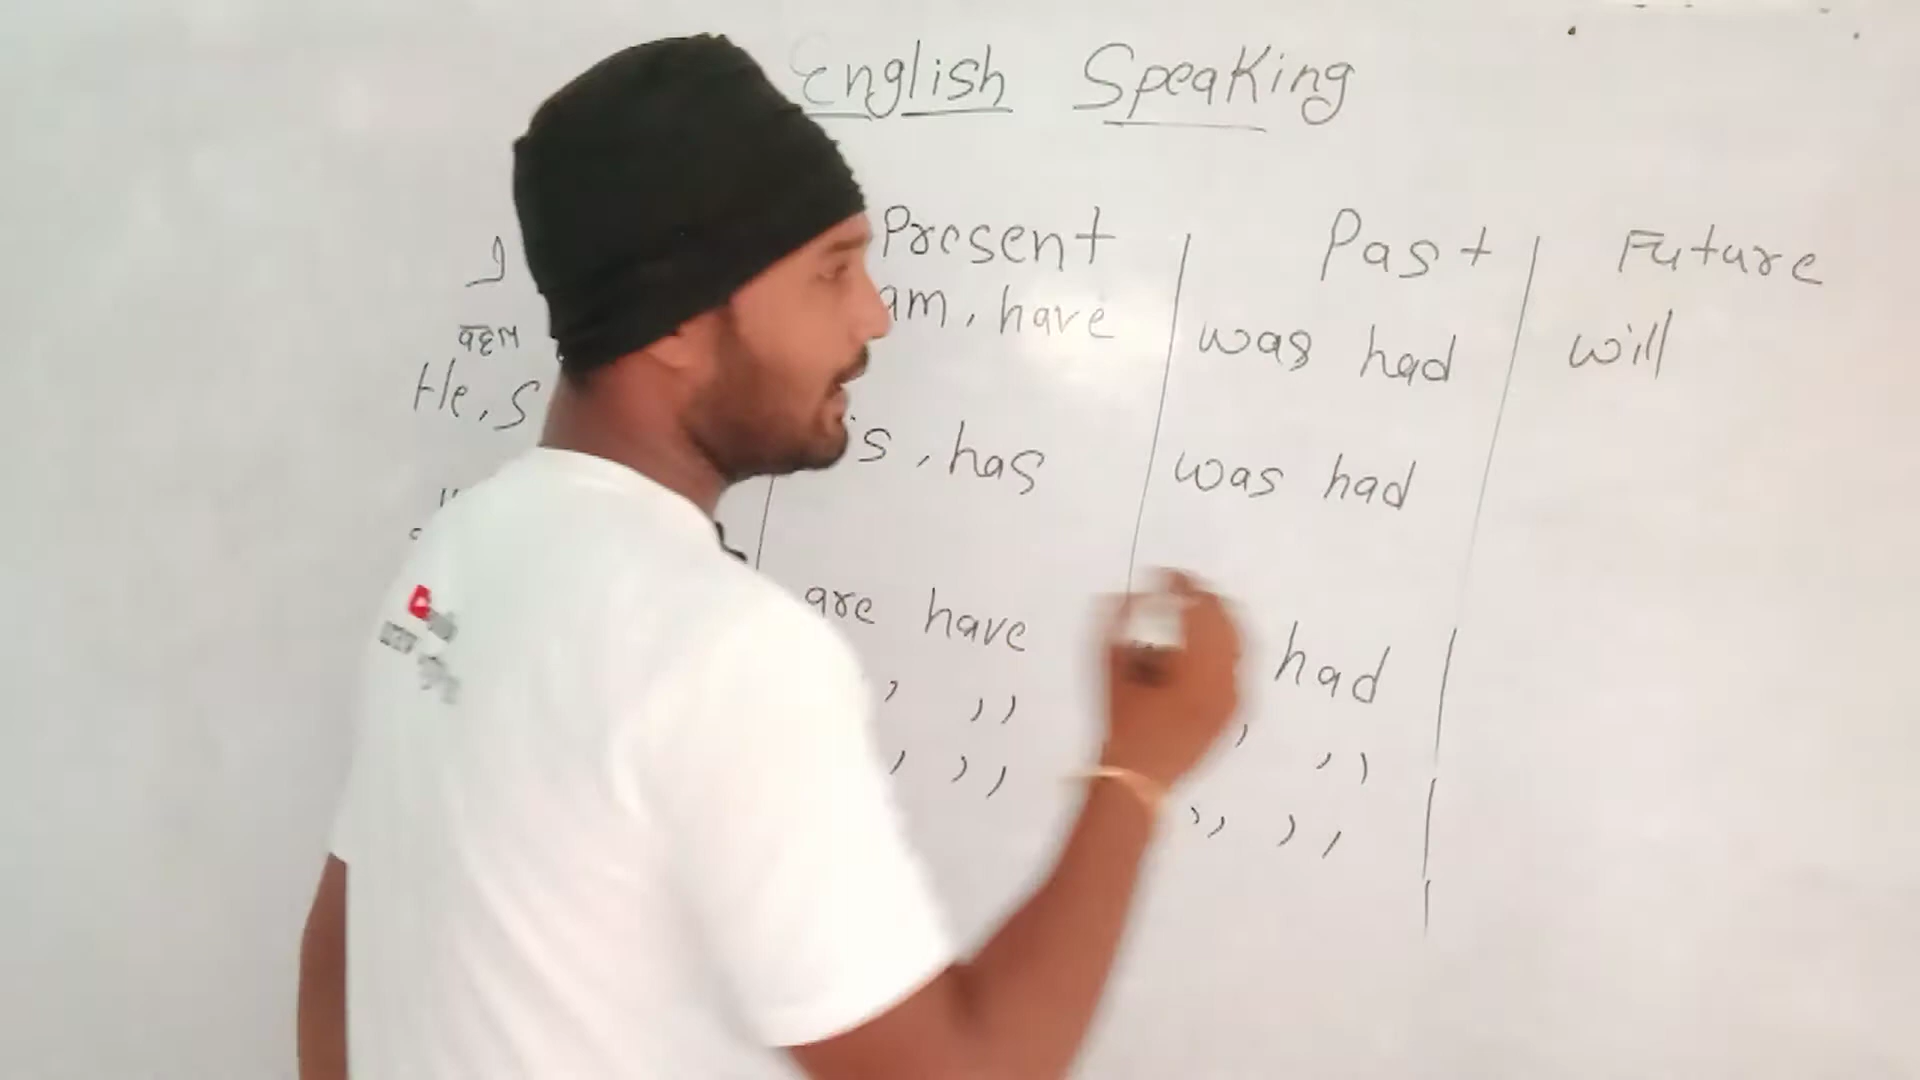 English Speaking
Present Past Future
I am, have was had will
He, S is, has was had
are have had
,, ,,
,, ,, ,, ,,